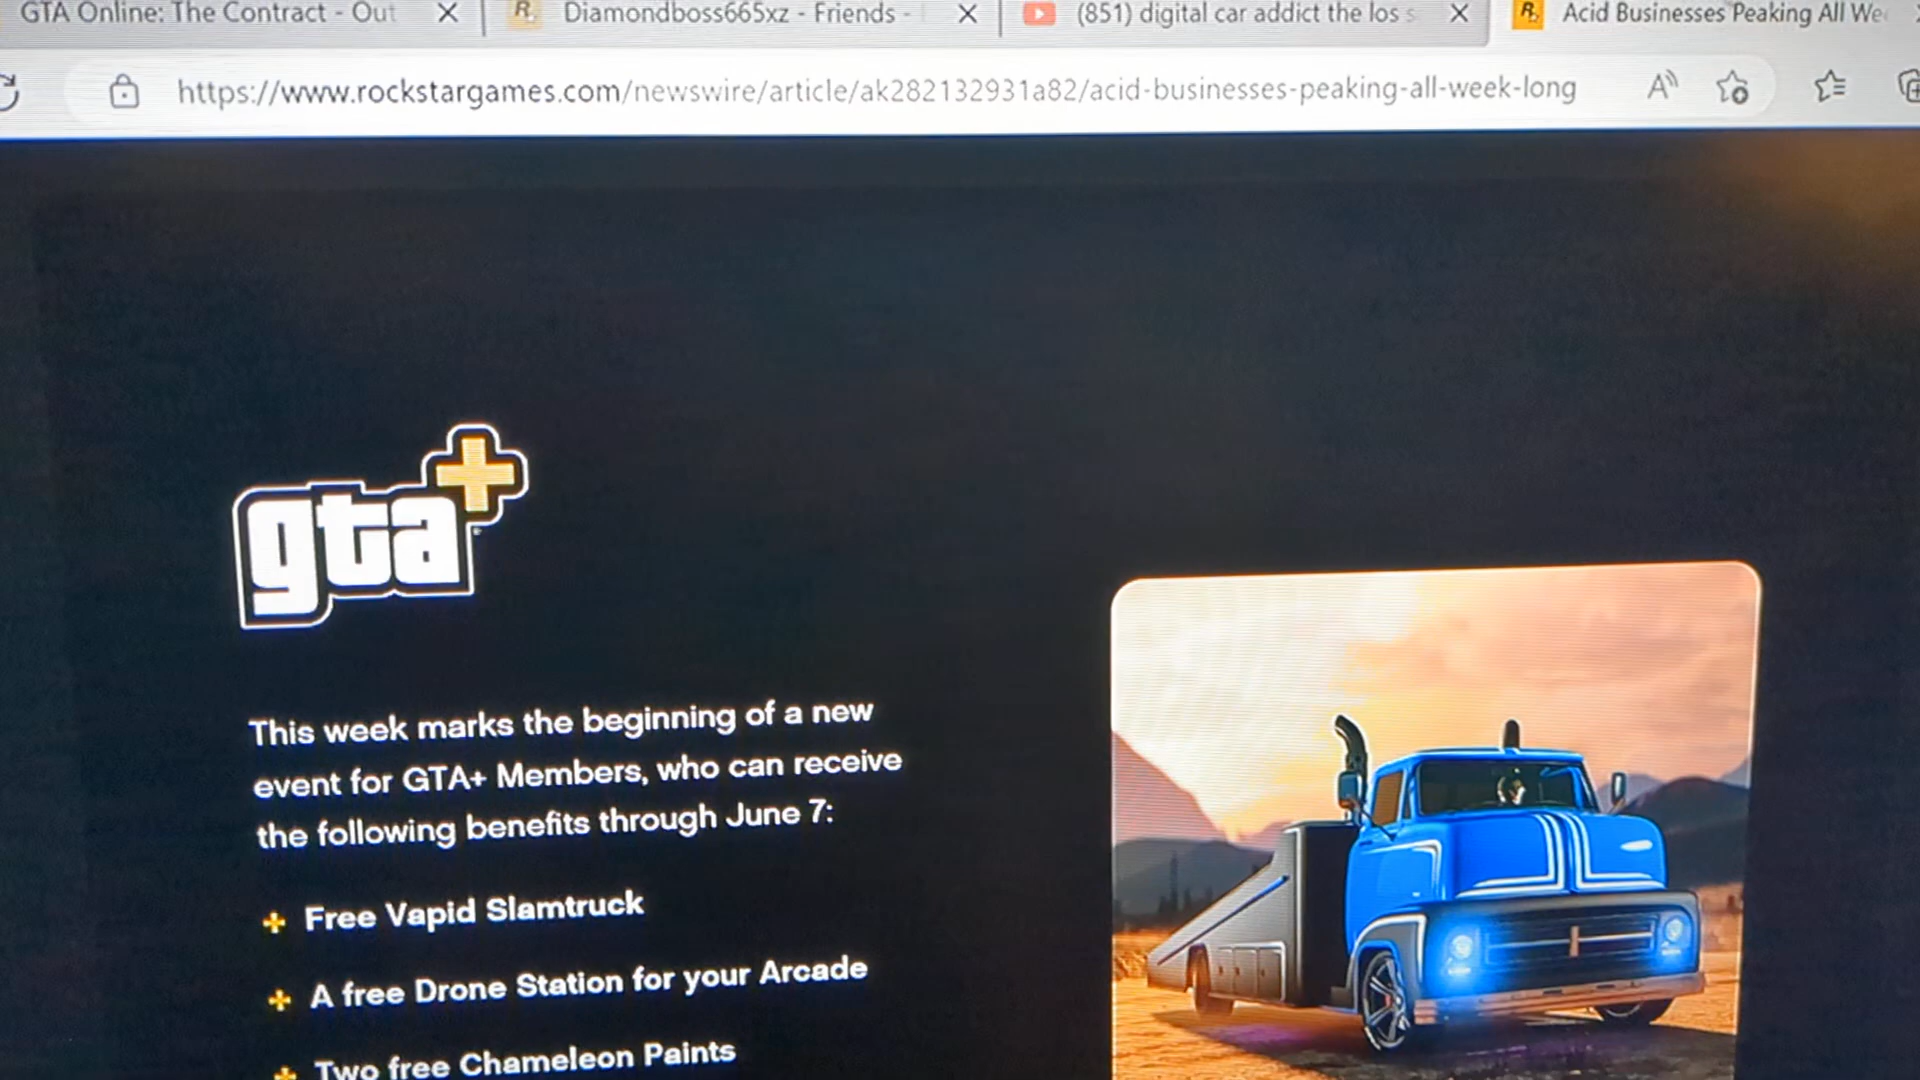 GTA Online: The Contract - Out
Diamondboss665xz - Friends -
(851) digital car addict the los s
Acid Businesses Peaking All We
https://www.rockstargames.com/newswire/article/ak282132931a82/acid-businesses-peaking-all-week-long
gta+
This week marks the beginning of a new
event for GTA+ Members, who can receive
the following benefits through June 7:
Free Vapid Slamtruck
A free Drone Station for your Arcade
Two free Chameleon Paints